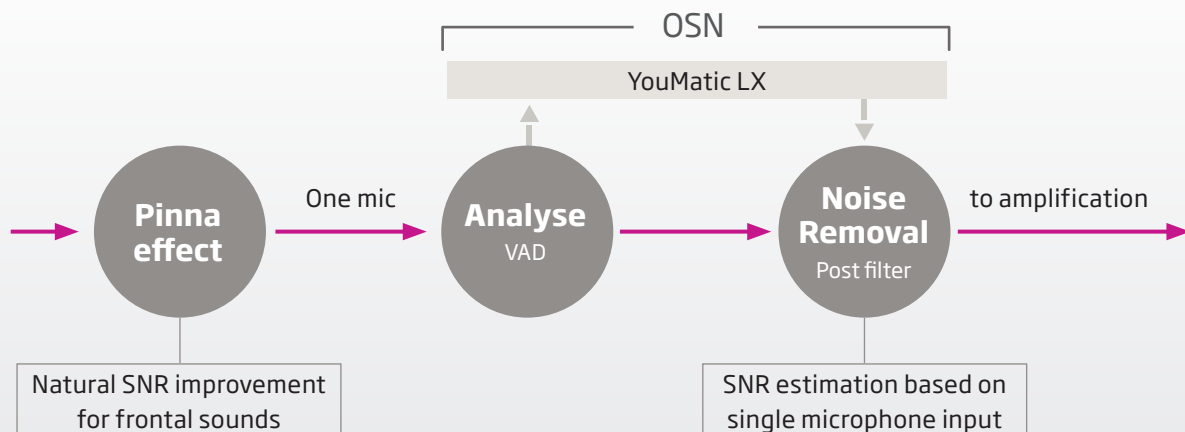 OSN
YouMatic LX
Pinna
effect
One mic
Analyse
VAD
Noise
Removal
Post filter
to amplification
Natural SNR improvement
for frontal sounds
SNR estimation based on
single microphone input